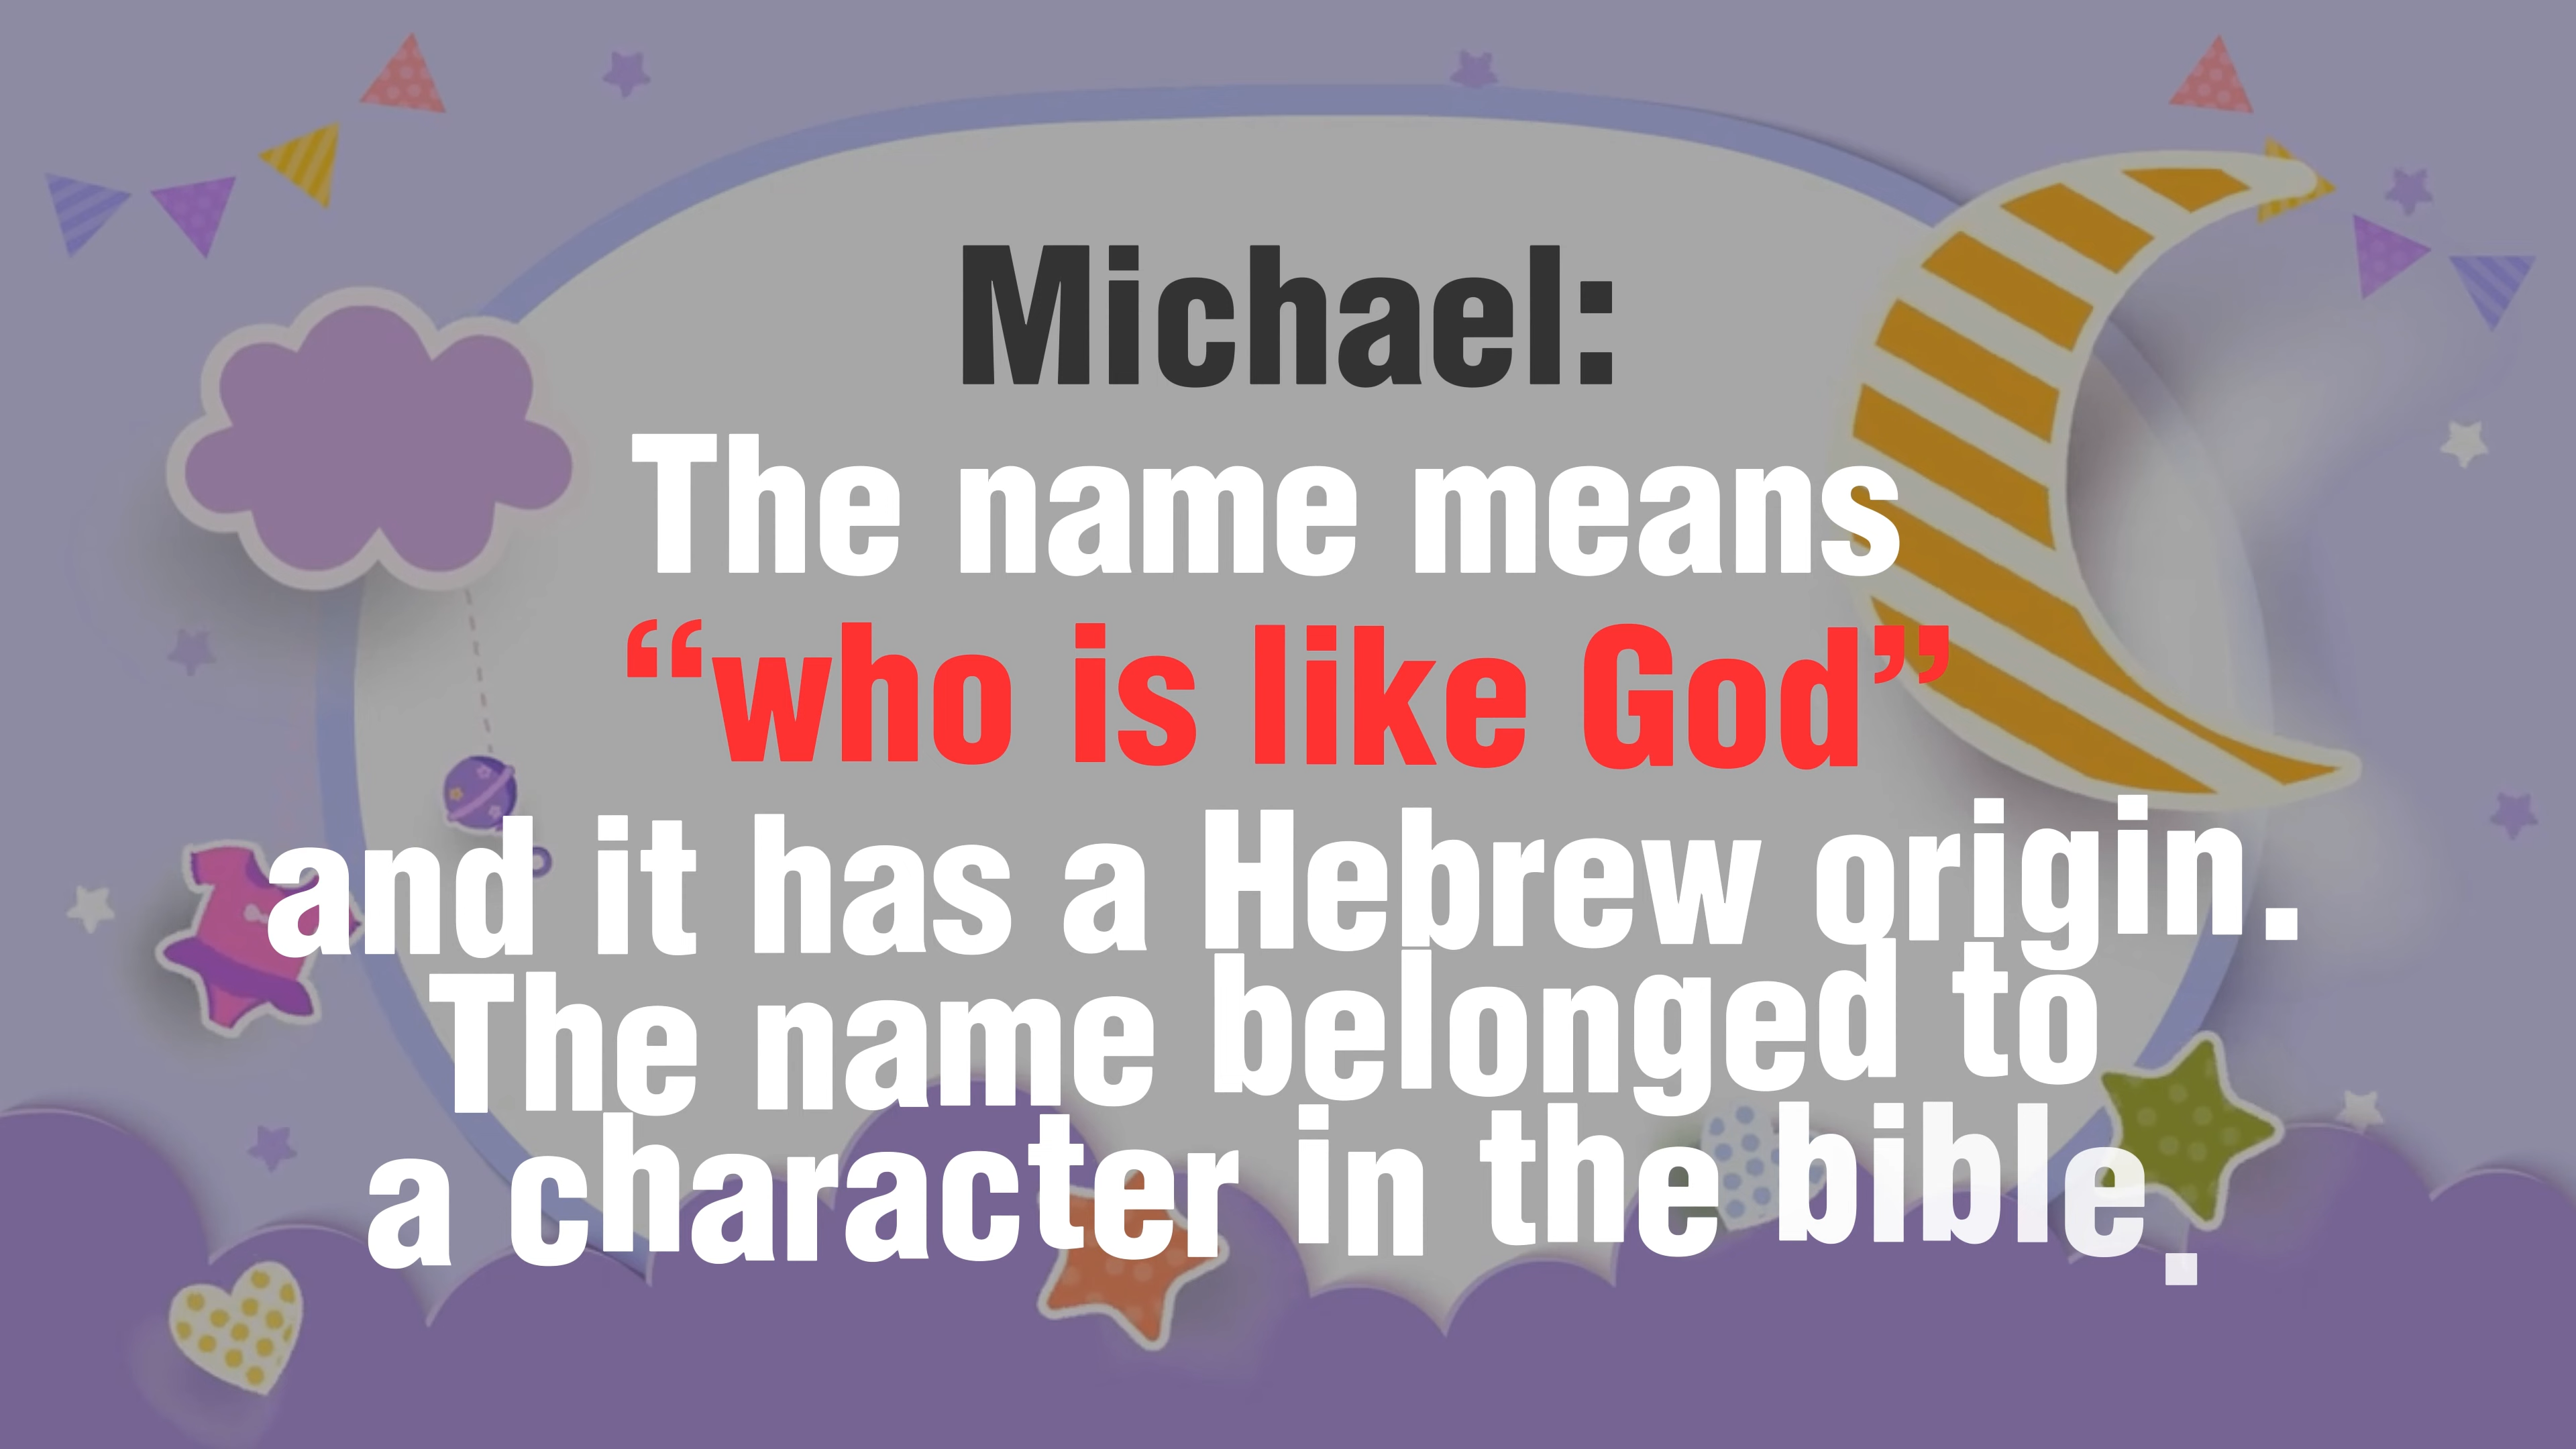 Michael:
The name means
“who is like God”
and it has a Hebrew origin.
The name belonged to
a character in the bible.